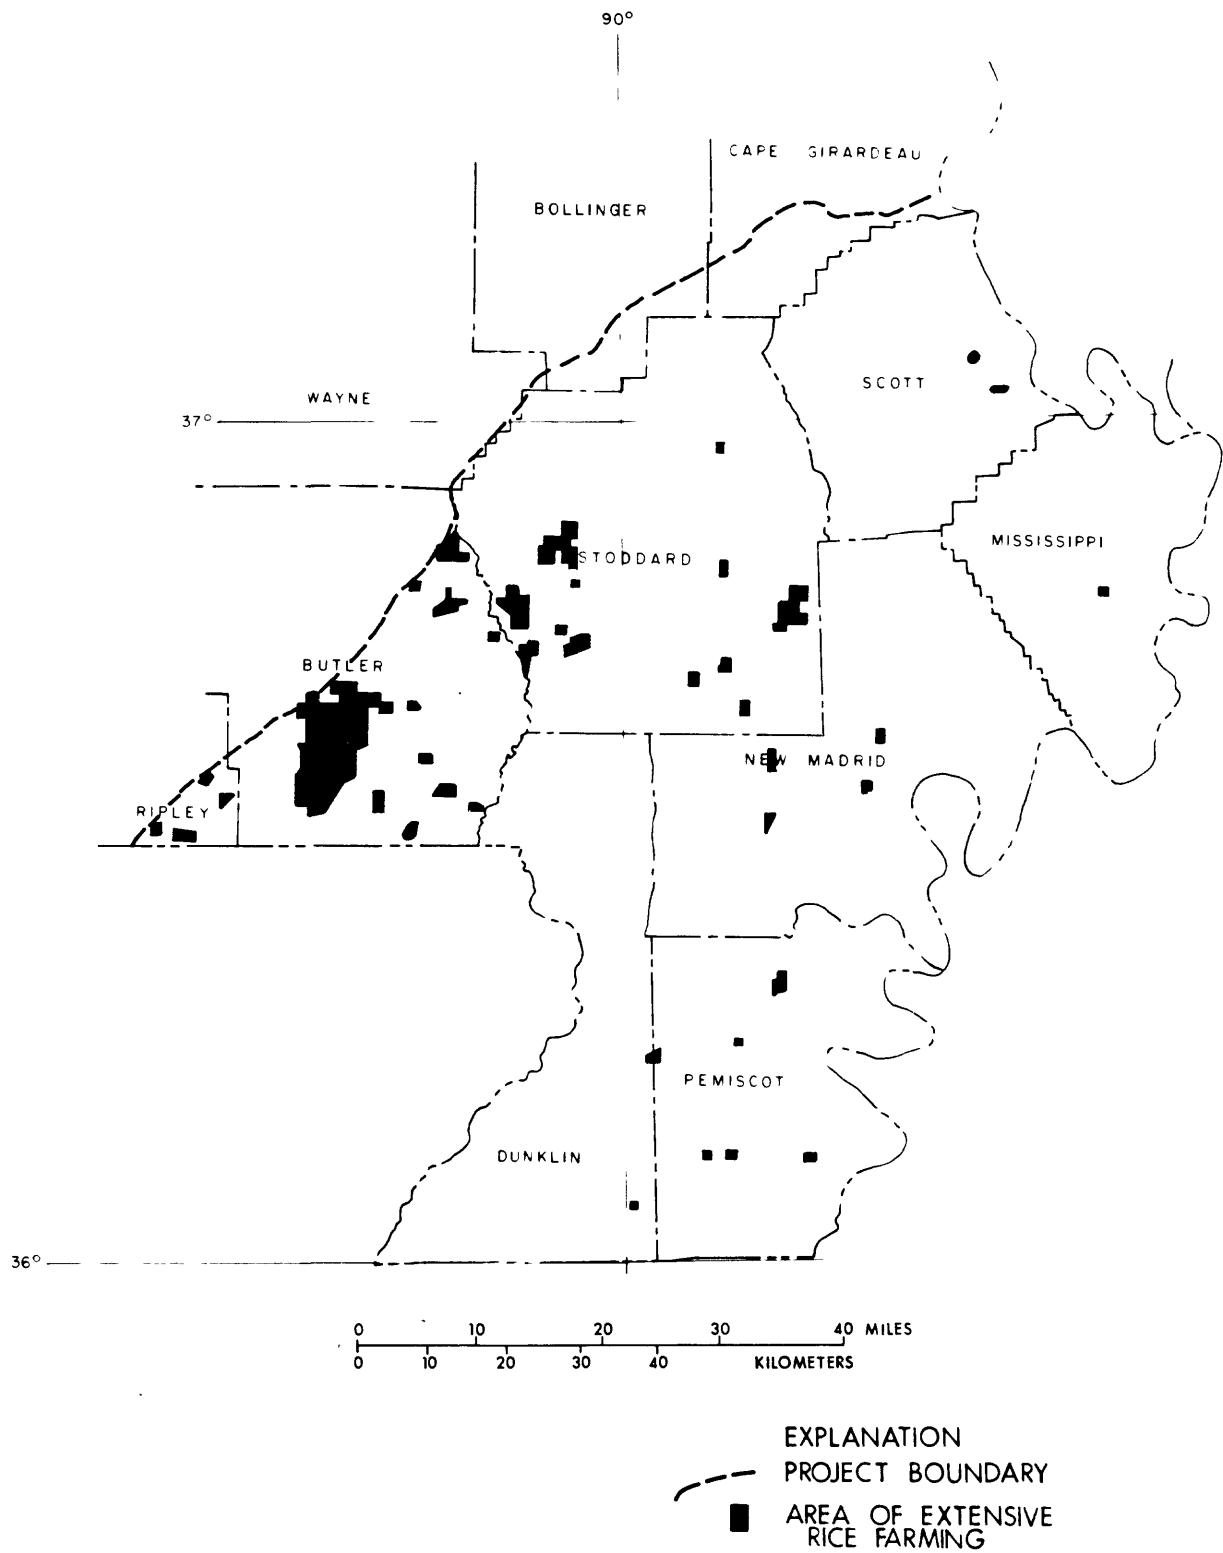 90°
CAPE GIRARDEAU
BOLLINGER
SCOTT
WAYNE
37°
MISSISSIPPI
STODDARD
BUTLER
NEW MADRID
RIPLEY
PEMISCOT
DUNKLIN
36°
0 10 20 30 40 MILES
0 10 20 30 40 KILOMETERS
EXPLANATION
PROJECT BOUNDARY
AREA OF EXTENSIVE
RICE FARMING